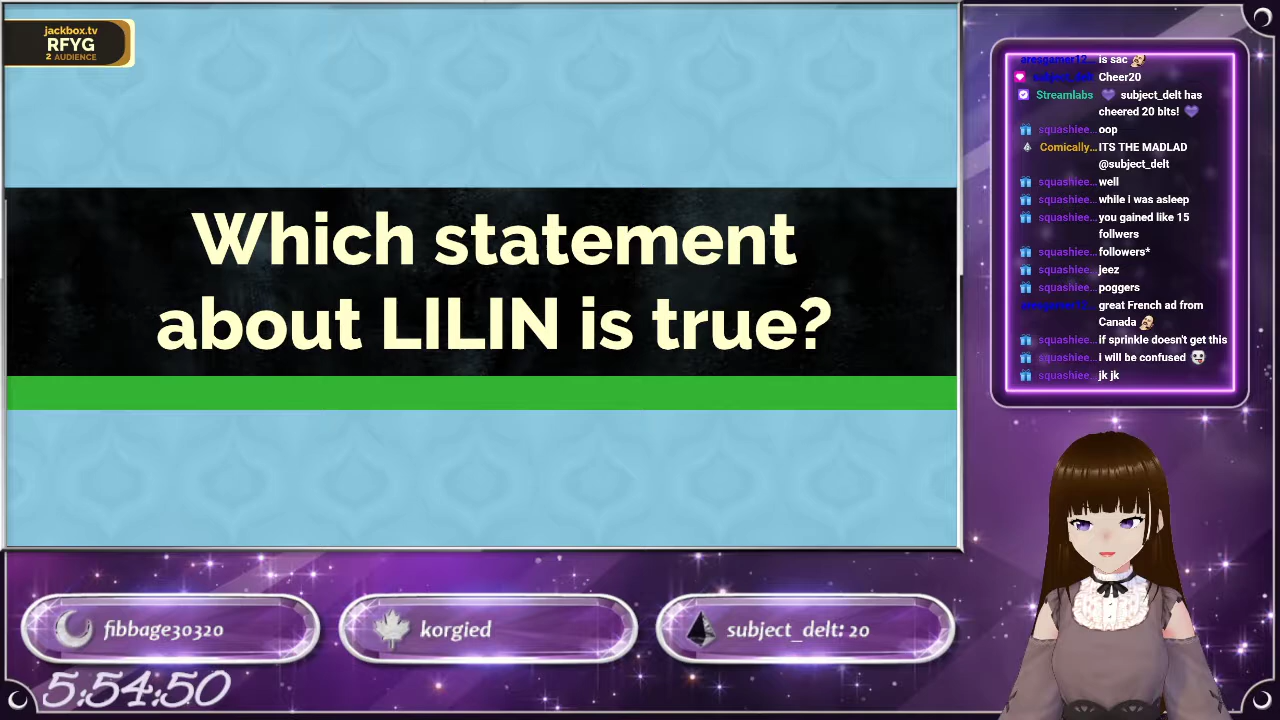 jackbox.tv
RFYG
2 AUDIENCE
Which statement
about LILIN is true?
aresgamer12... is sac
subject_delt Cheer20
Streamlabs subject_delt has
cheered 20 bits!
squashiee... oop
Comically... ITS THE MADLAD
@subject_delt
squashiee... well
squashiee... while i was asleep
squashiee... you gained like 15
follwers
squashiee... followers*
squashiee... jeez
squashiee... poggers
aresgamer12... great French ad from
Canada
squashiee... if sprinkle doesn't get this
squashiee... i will be confused
squashiee... jk jk
fibbage30320
korgied
subject_delt: 20
5:54:50